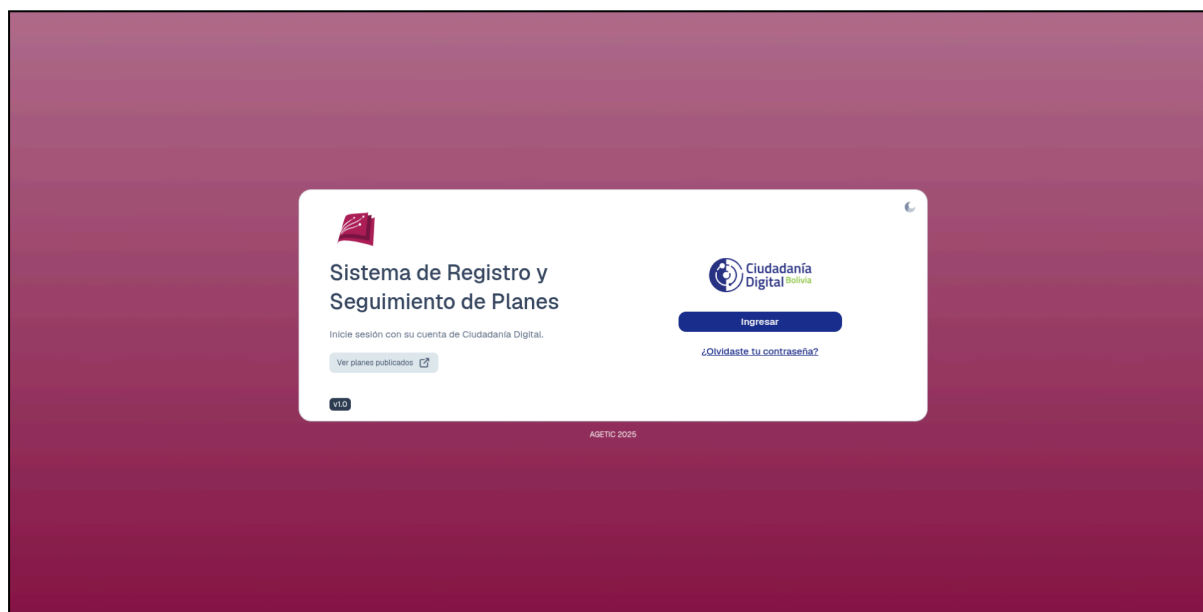 Sistema de Registro y
Seguimiento de Planes
Inicie sesión con su cuenta de Ciudadanía Digital.
Ver planes publicados
v1.0
Ciudadanía
Digital Bolivia
Ingresar
¿Olvidaste tu contraseña?
AGETIC 2025